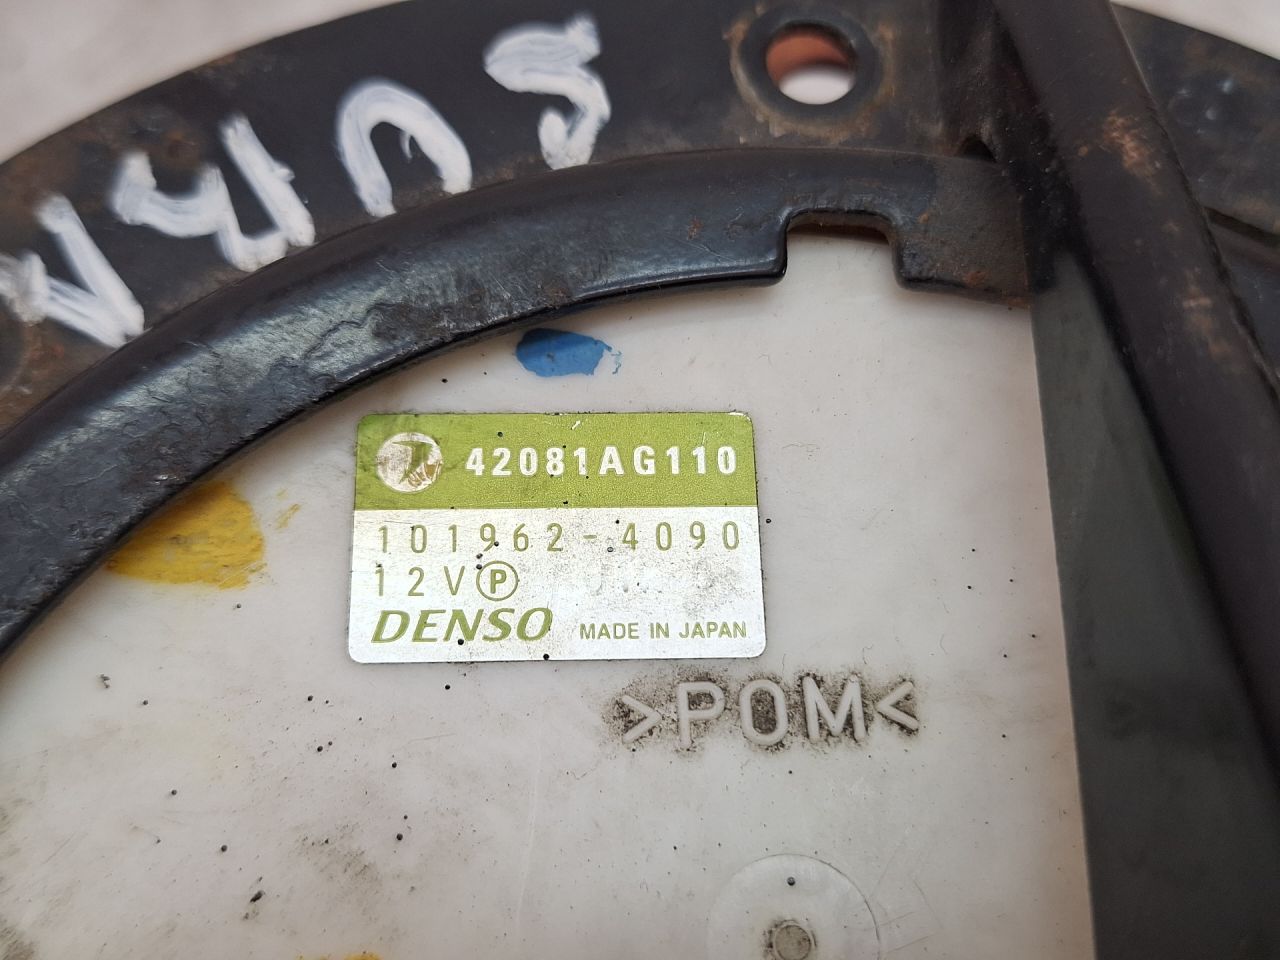 42081AG110
101962-4090
12V Ⓟ
DENSO MADE IN JAPAN
>POM<